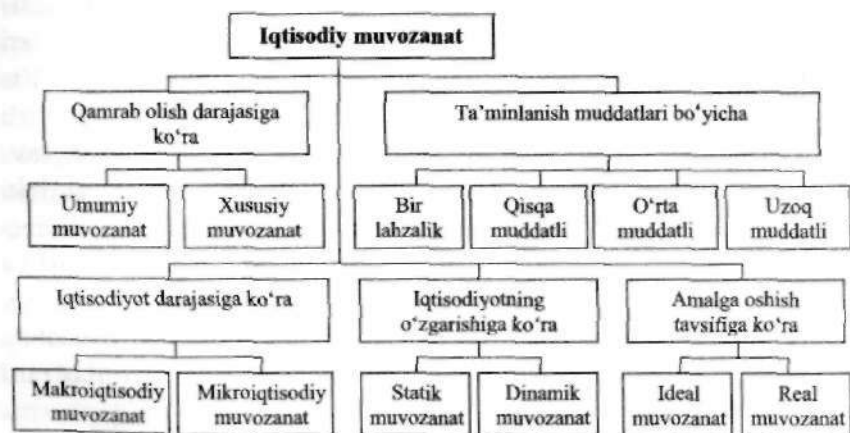 Iqtisodiy muvozanat
Qamrab olish darajasiga
ko‘ra
Ta’minlanish muddatlari bo‘yicha
Umumiy
muvozanat
Xususiy
muvozanat
Bir
lahzalik
Qisqa
muddatli
O‘rta
muddatli
Uzoq
muddatli
Iqtisodiyot darajasiga ko‘ra
Iqtisodiyotning
o‘zgarishiga ko‘ra
Amalga oshish
tavsifiga ko‘ra
Makroiqtisodiy
muvozanat
Mikroiqtisodiy
muvozanat
Statik
muvozanat
Dinamik
muvozanat
Ideal
muvozanat
Real
muvozanat